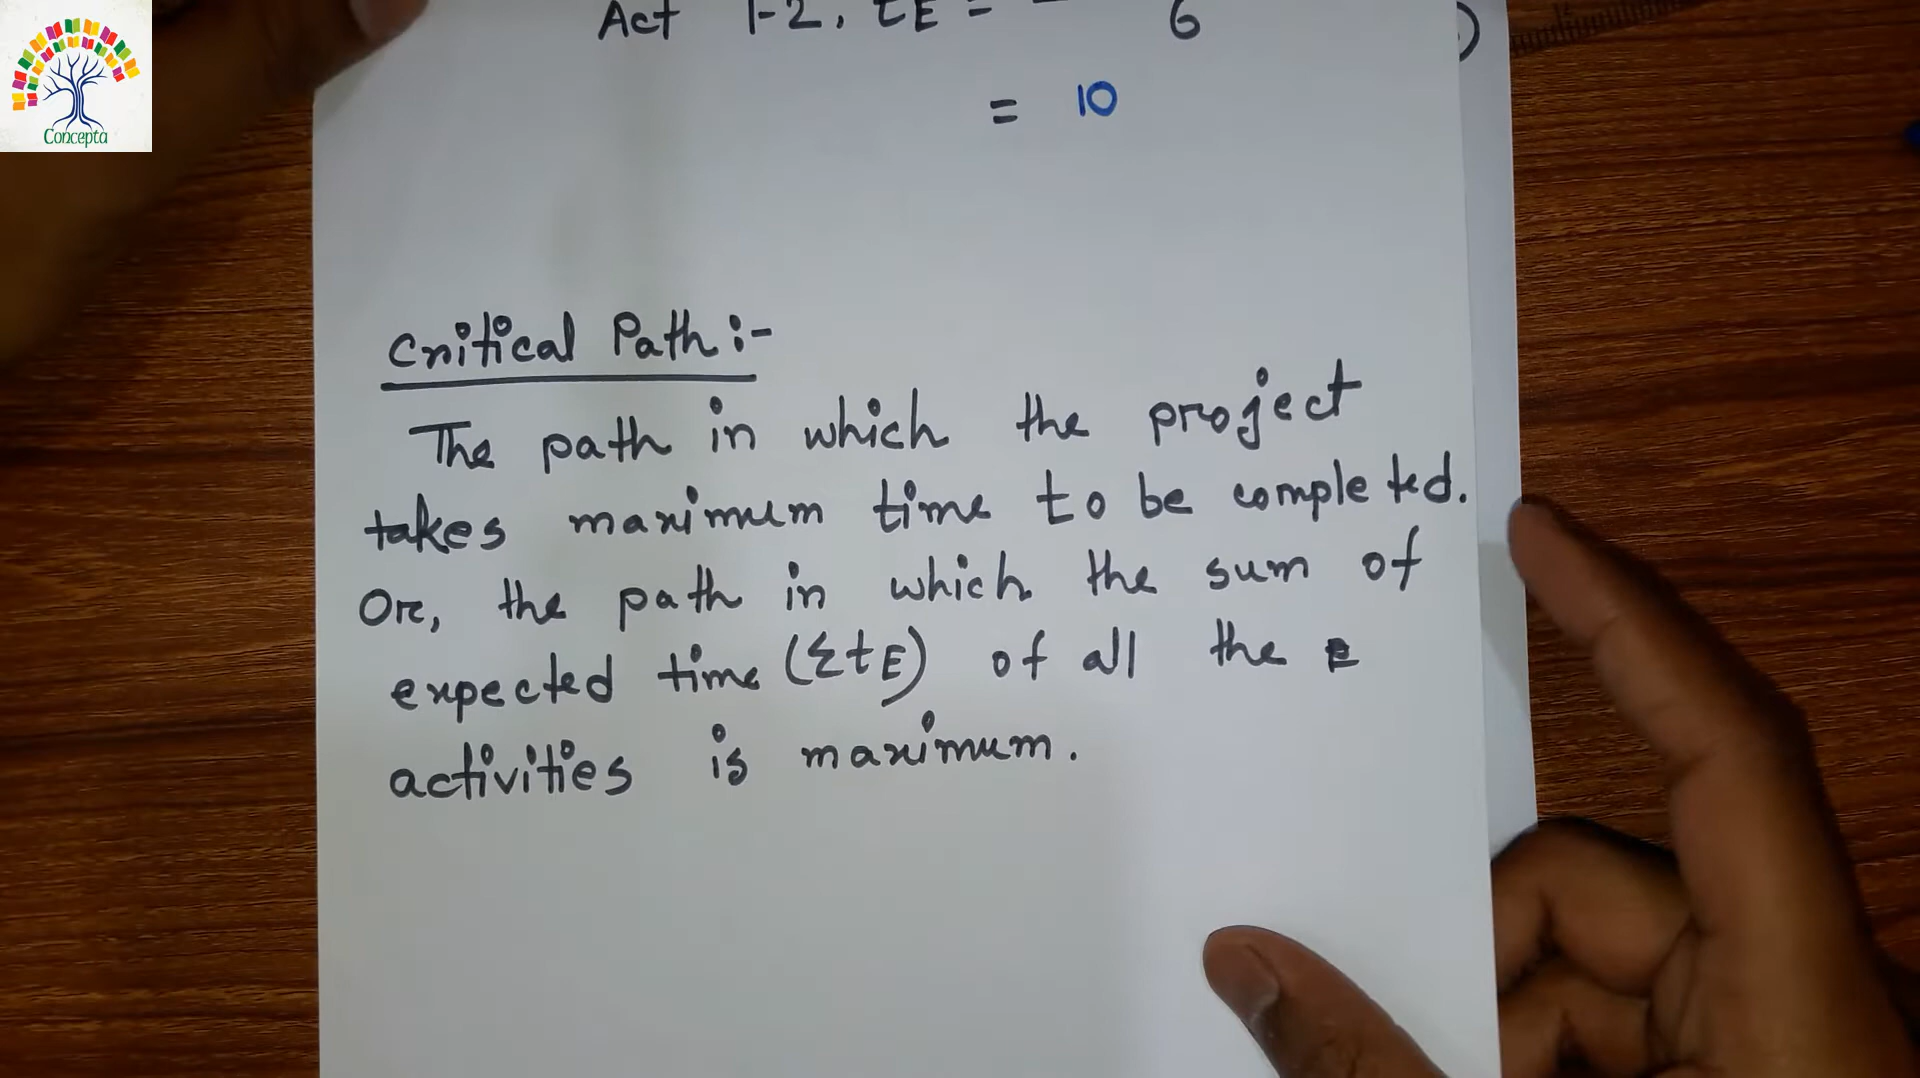 Concepta
Act 1-2, tE =
6
)
= 10
Critical Path :-
The path in which the project
takes maximum time to be completed.
Or, the path in which the sum of
expected time (ΣtE) of all the
activities is maximum.